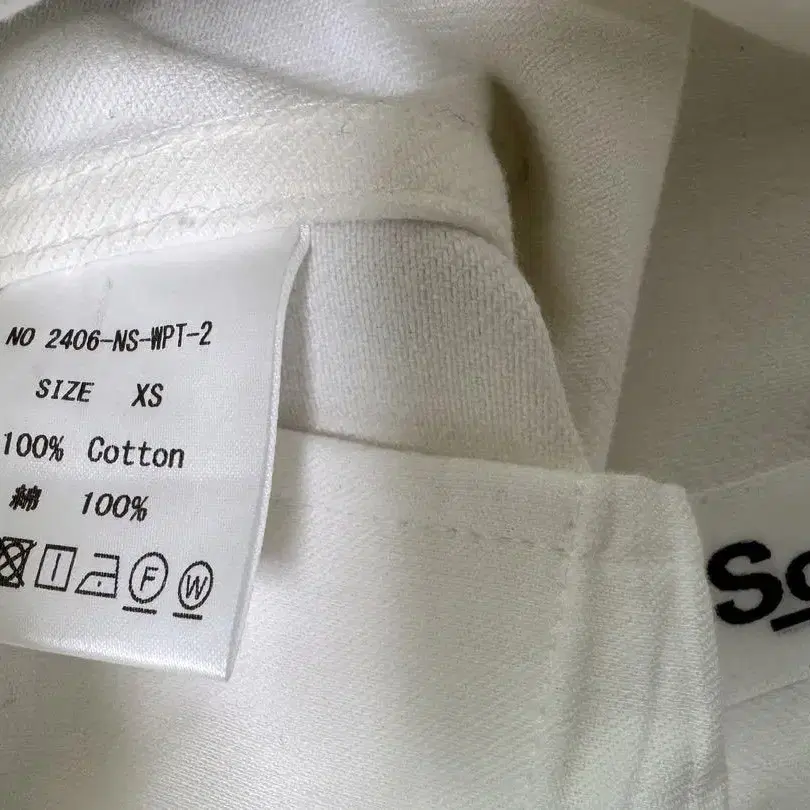 NO 2406-NS-WPT-2
SIZE XS
100% Cotton
綿 100%
F W